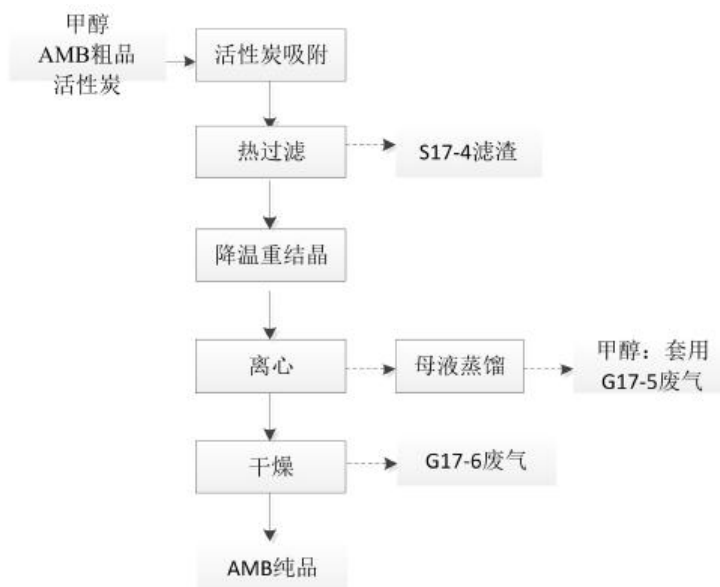 甲醇
AMB粗品
活性炭
活性炭吸附
热过滤
S17-4滤渣
降温重结晶
离心
母液蒸馏
甲醇：套用
G17-5废气
干燥
G17-6废气
AMB纯品